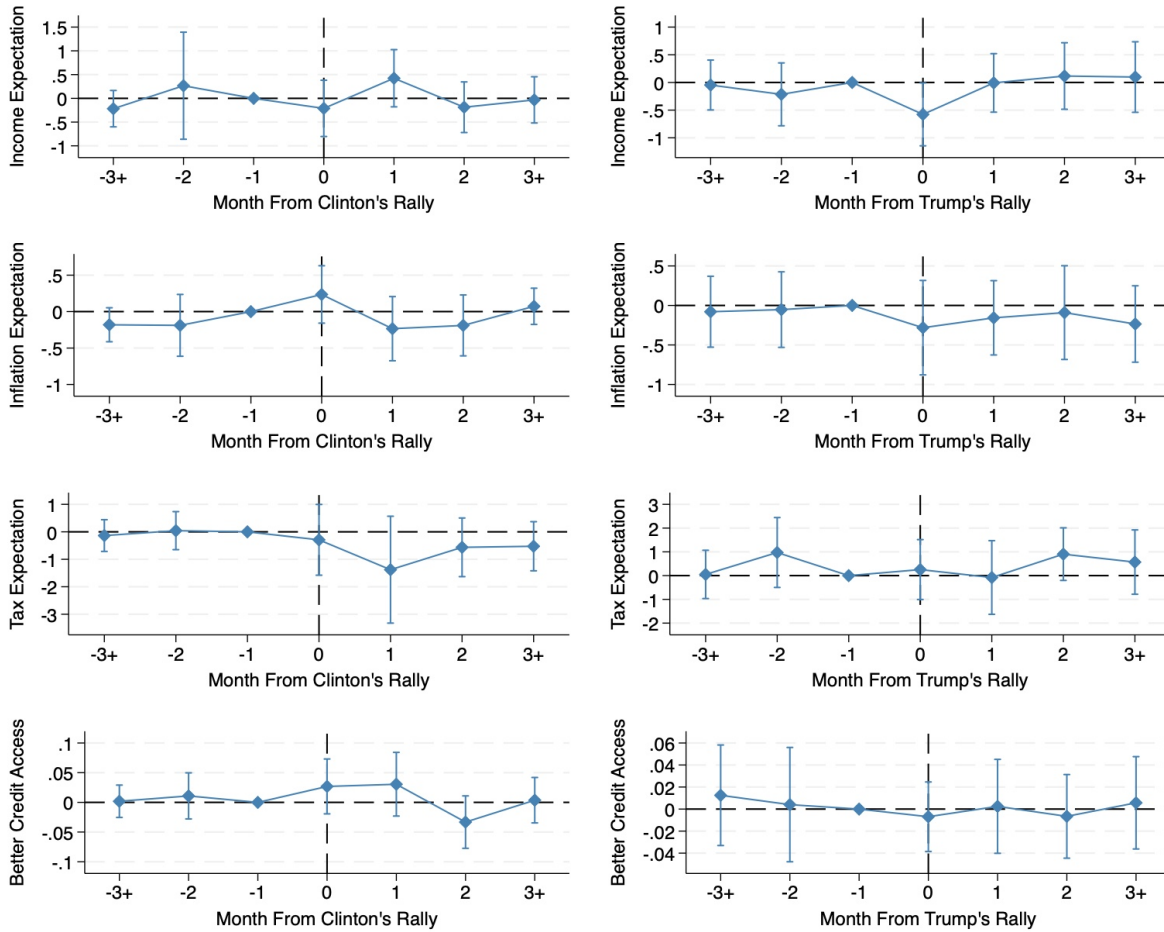 Income Expectation
1.5
1
.5
0
-.5
-1
-3+ -2 -1 0 1 2 3+
Month From Clinton's Rally
Income Expectation
1
.5
0
-.5
-1
-3+ -2 -1 0 1 2 3+
Month From Trump's Rally
Inflation Expectation
.5
0
-.5
-1
-3+ -2 -1 0 1 2 3+
Month From Clinton's Rally
Inflation Expectation
.5
0
-.5
-1
-3+ -2 -1 0 1 2 3+
Month From Trump's Rally
Tax Expectation
1
0
-1
-2
-3
-3+ -2 -1 0 1 2 3+
Month From Clinton's Rally
Tax Expectation
3
2
1
0
-1
-2
-3+ -2 -1 0 1 2 3+
Month From Trump's Rally
Better Credit Access
.1
.05
0
-.05
-.1
-3+ -2 -1 0 1 2 3+
Month From Clinton's Rally
Better Credit Access
.06
.04
.02
0
-.02
-.04
-3+ -2 -1 0 1 2 3+
Month From Trump's Rally